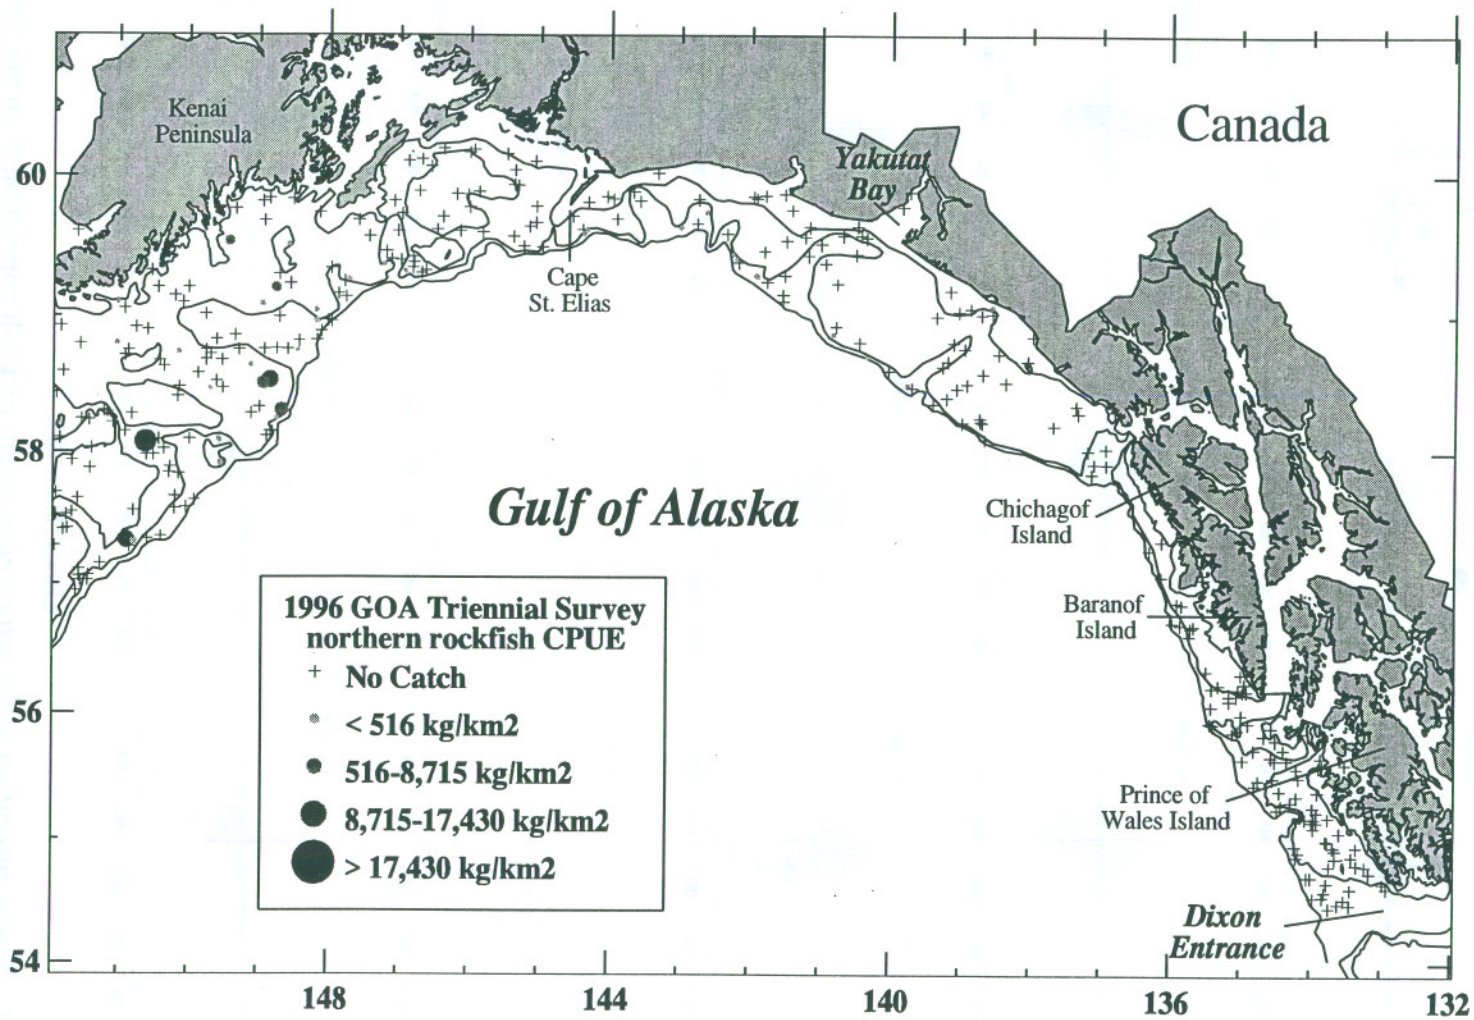 Kenai
Peninsula
Canada
Yakutat
Bay
60
Cape
St. Elias
58
Gulf of Alaska
Chichagof
Island
1996 GOA Triennial Survey
northern rockfish CPUE
+ No Catch
< 516 kg/km2
516-8,715 kg/km2
8,715-17,430 kg/km2
> 17,430 kg/km2
Baranof
Island
56
Prince of
Wales Island
Dixon
Entrance
54
148
144
140
136
132